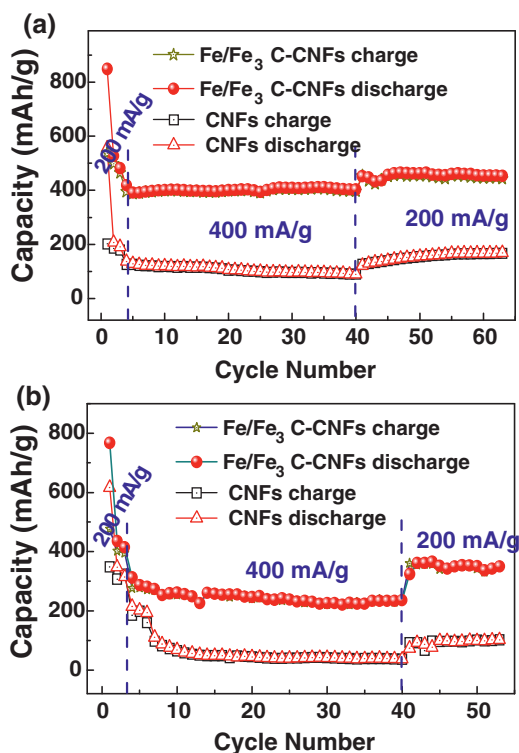 (a)
Capacity (mAh/g)
800
600
400
200
0
Fe/Fe3 C-CNFs charge
Fe/Fe3 C-CNFs discharge
CNFs charge
CNFs discharge
200 mA/g
400 mA/g
200 mA/g
0 10 20 30 40 50 60
Cycle Number
(b)
Capacity (mAh/g)
800
600
400
200
0
Fe/Fe3 C-CNFs charge
Fe/Fe3 C-CNFs discharge
CNFs charge
CNFs discharge
200 mA/g
400 mA/g
200 mA/g
0 10 20 30 40 50
Cycle Number